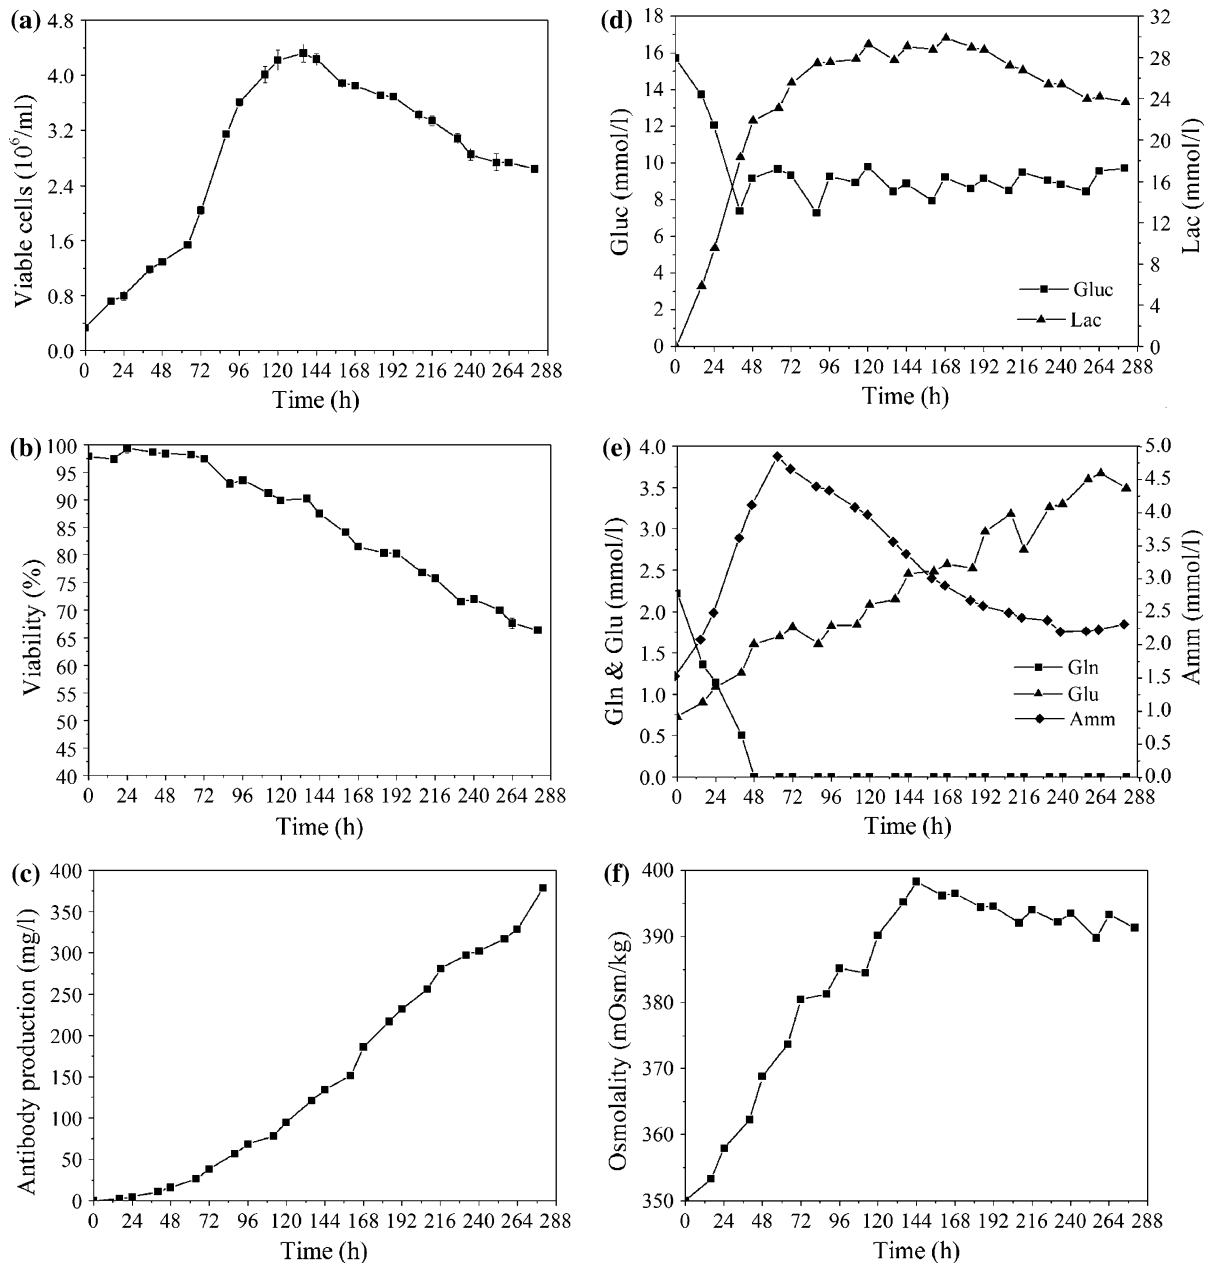 (a)
4.8
4.0
3.2
2.4
1.6
0.8
0.0
Viable cells (10⁶/ml)
0 24 48 72 96 120 144 168 192 216 240 264 288
Time (h)
(d)
18
16
14
12
10
8
6
4
2
0
Gluc (mmol/l)
32
28
24
20
16
12
8
4
0
Lac (mmol/l)
Gluc
Lac
0 24 48 72 96 120 144 168 192 216 240 264 288
Time (h)
(b)
100
95
90
85
80
75
70
65
60
55
50
45
40
Viability (%)
0 24 48 72 96 120 144 168 192 216 240 264 288
Time (h)
(e)
4.0
3.5
3.0
2.5
2.0
1.5
1.0
0.5
0.0
Gln & Glu (mmol/l)
5.0
4.5
4.0
3.5
3.0
2.5
2.0
1.5
1.0
0.5
0.0
Amm (mmol/l)
Gln
Glu
Amm
0 24 48 72 96 120 144 168 192 216 240 264 288
Time (h)
(c)
400
350
300
250
200
150
100
50
0
Antibody production (mg/l)
0 24 48 72 96 120 144 168 192 216 240 264 288
Time (h)
(f)
400
390
380
370
360
350
Osmolality (mOsm/kg)
0 24 48 72 96 120 144 168 192 216 240 264 288
Time (h)